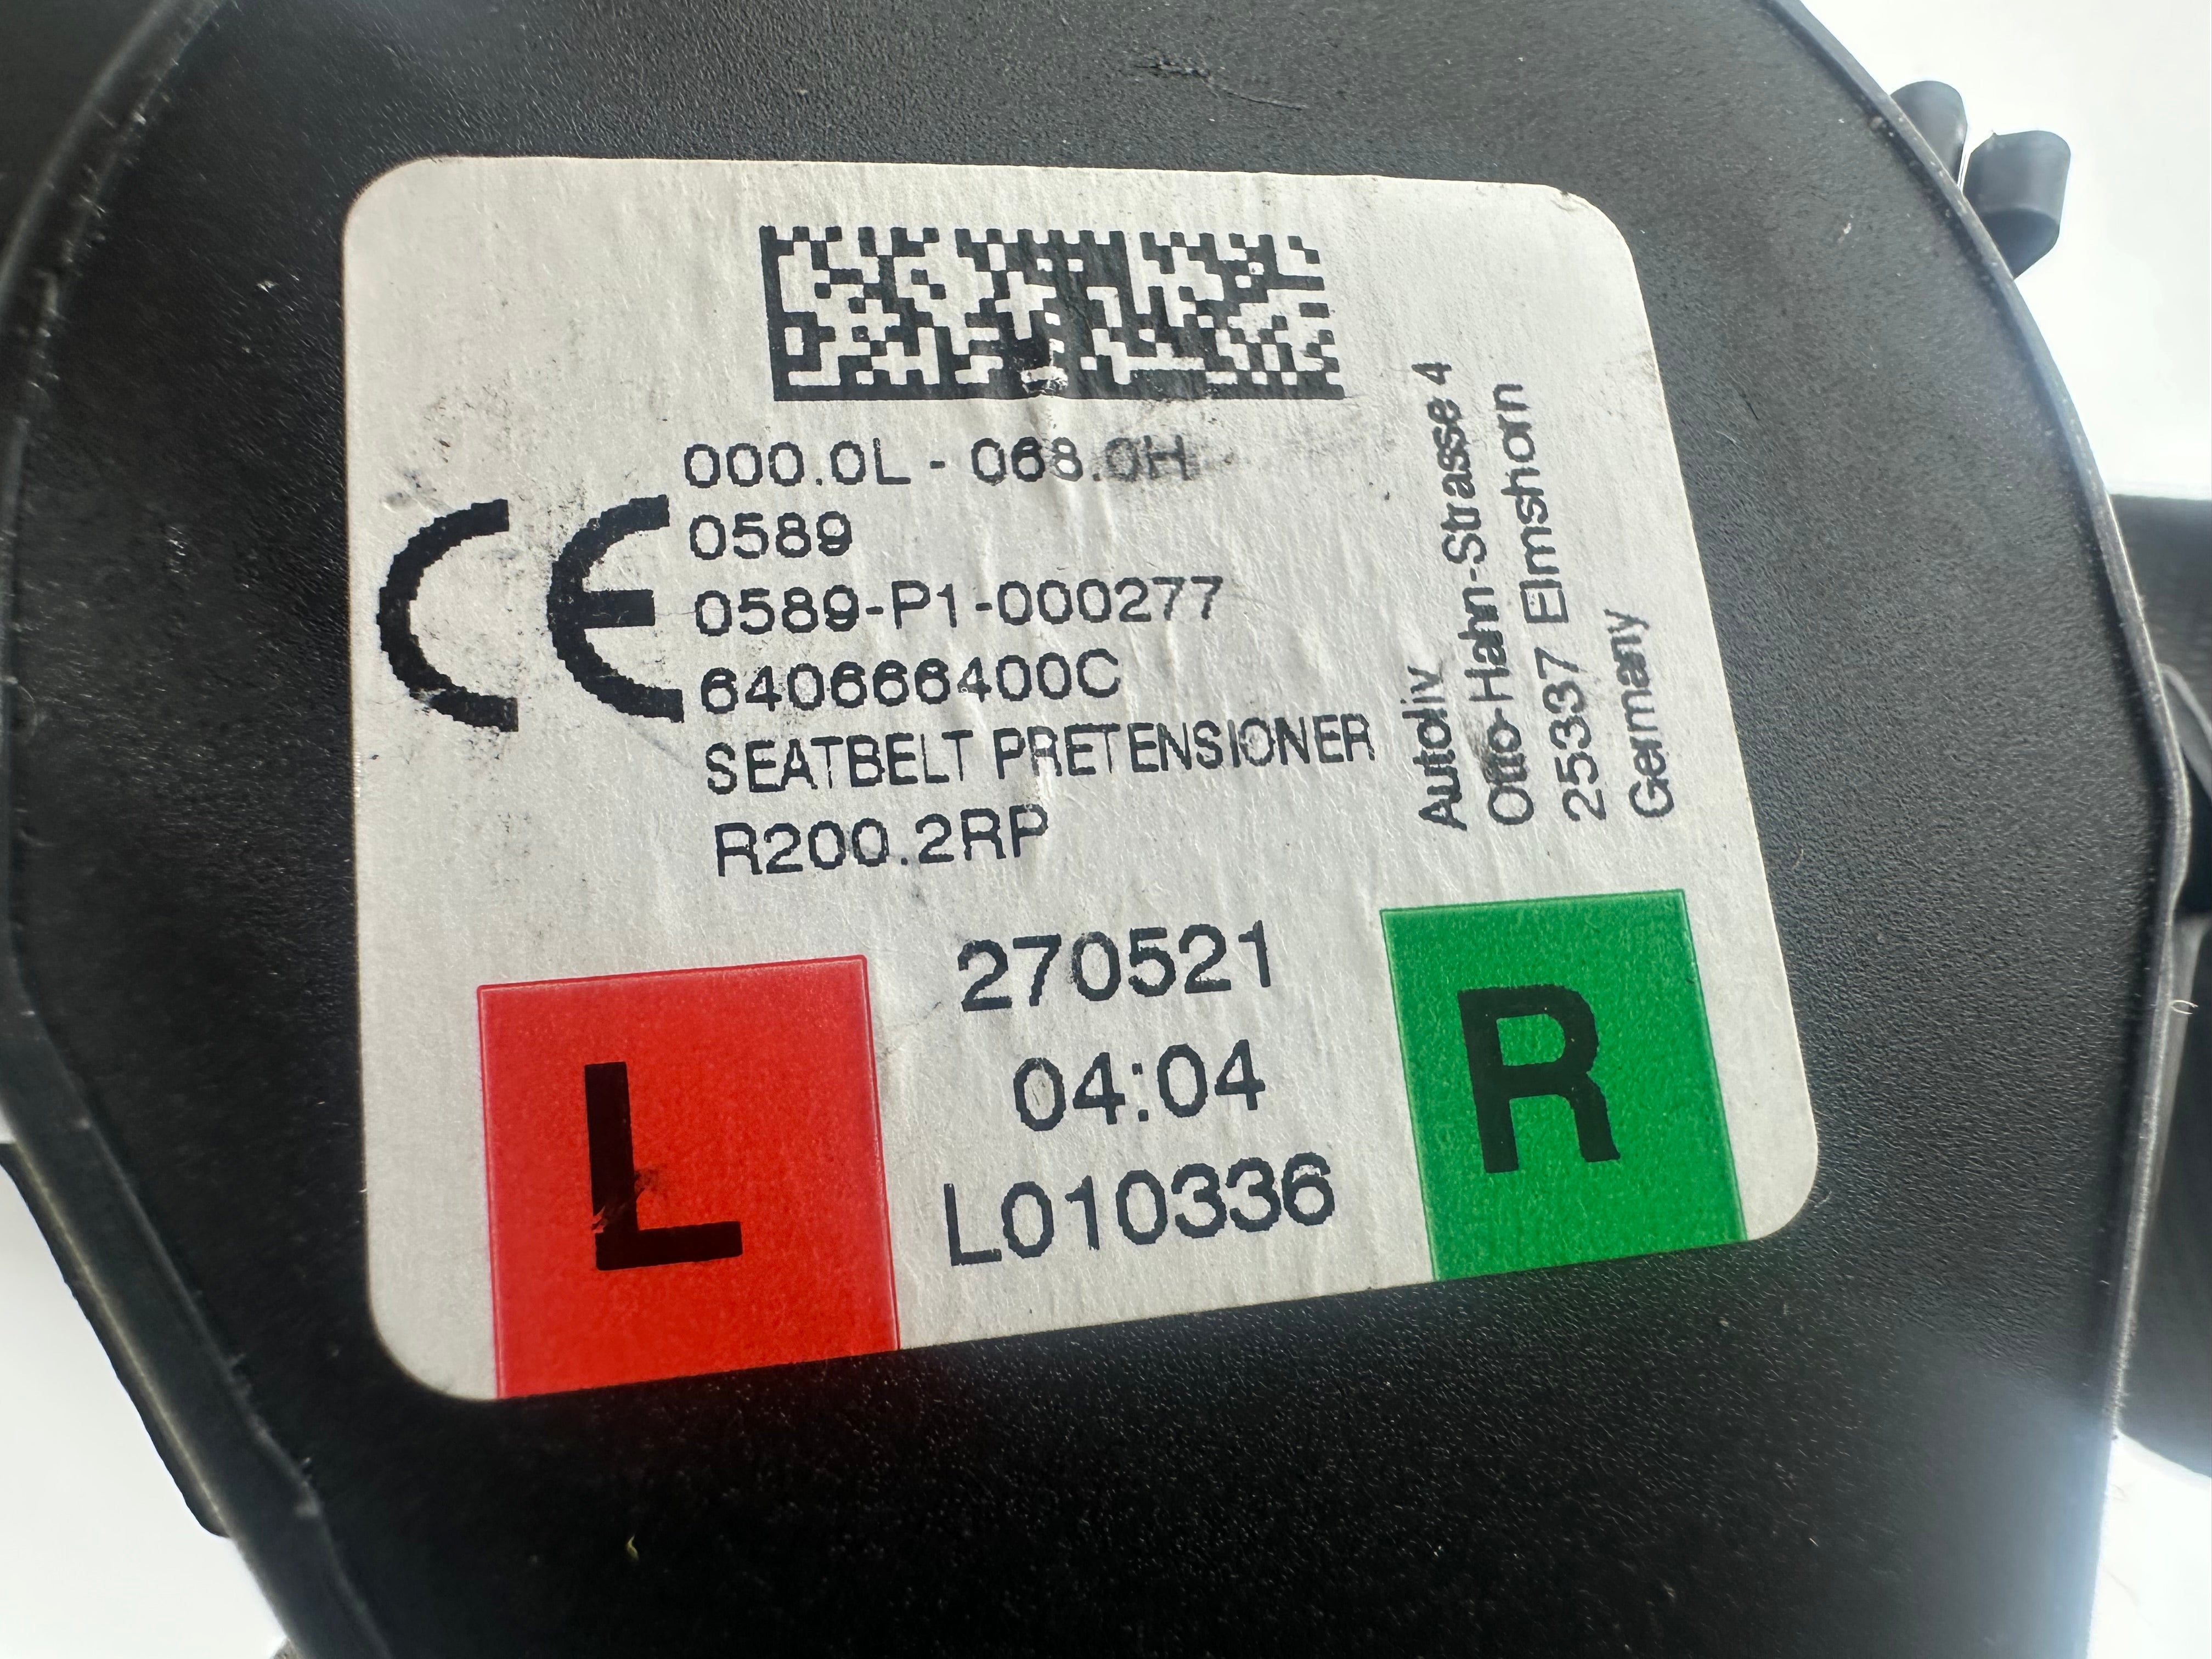 000.0L - 068.0H
CE
0589
0589-P1-000277
640666400C
SEATBELT PRETENSIONER
R200.2RP
Autoliv
Otto-Hahn-Strasse 4
25337 Elmshorn
Germany
270521
04:04
L010336
L
R